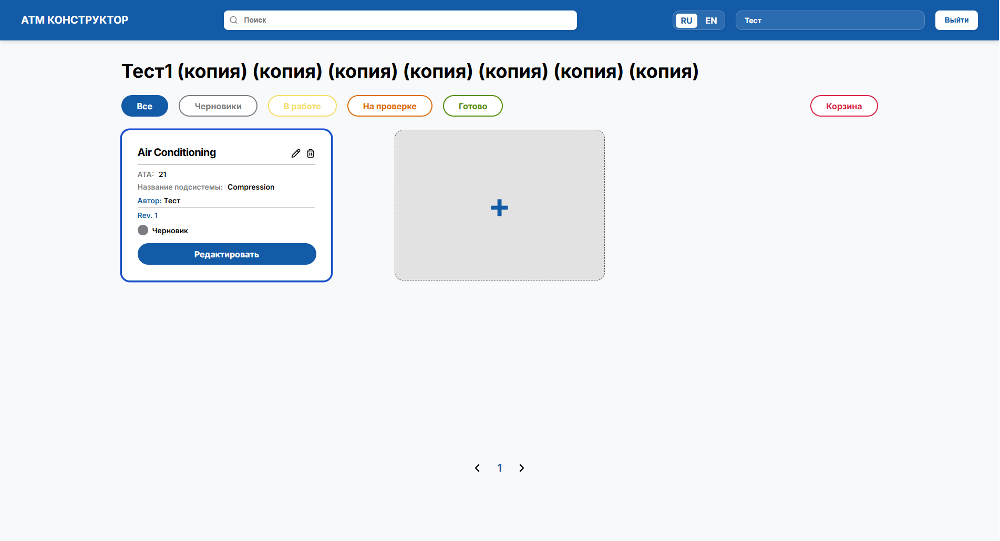 АТМ КОНСТРУКТОР
Поиск
RU EN
Тест
Выйти
Тест1 (копия) (копия) (копия) (копия) (копия) (копия) (копия)
Все
Черновики
В работе
На проверке
Готово
Корзина
Air Conditioning
ATA: 21
Название подсистемы: Compression
Автор: Тест
Rev. 1
Черновик
Редактировать
+
1